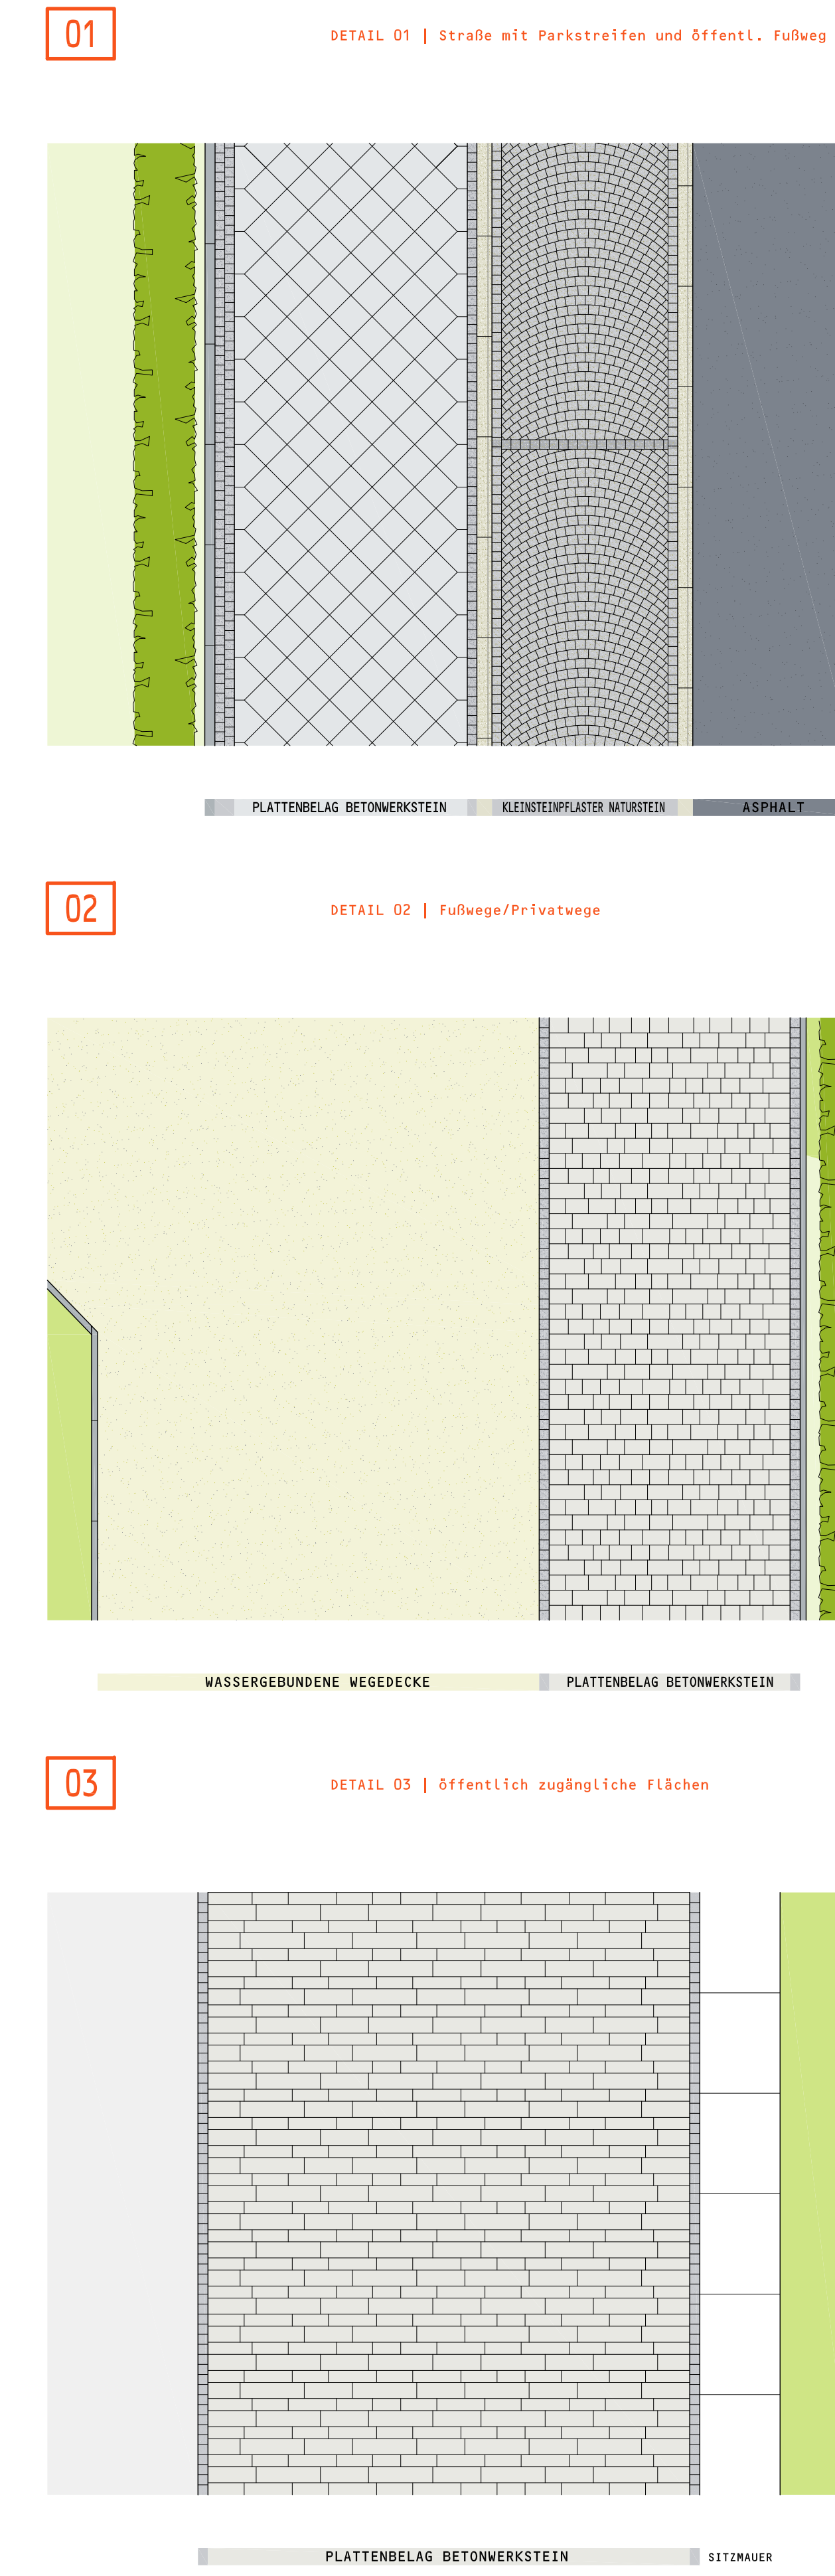 01
DETAIL 01 | Straße mit Parkstreifen und öffentl. Fußweg
PLATTENBELAG BETONWERKSTEIN KLEINSTEINPFLASTER NATURSTEIN ASPHALT
02
DETAIL 02 | Fußwege/Privatwege
WASSERGEBUNDENE WEGEDECKE PLATTENBELAG BETONWERKSTEIN
03
DETAIL 03 | öffentlich zugängliche Flächen
PLATTENBELAG BETONWERKSTEIN SITZMAUER